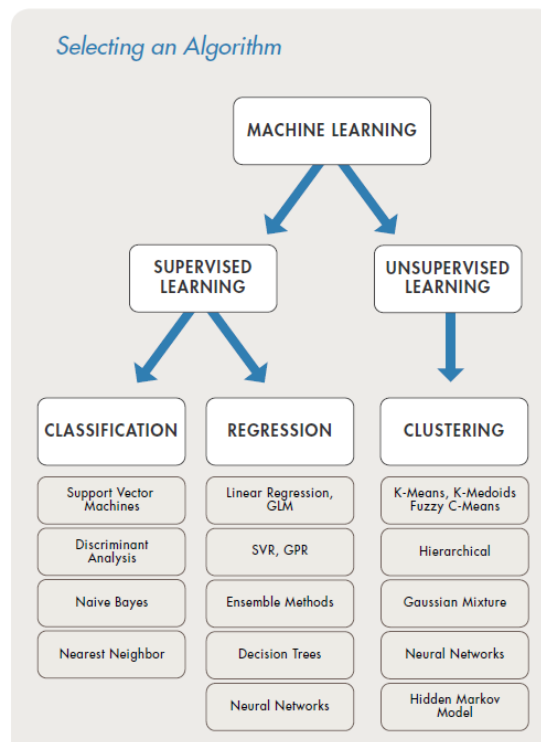 Selecting an Algorithm
MACHINE LEARNING
SUPERVISED
LEARNING
UNSUPERVISED
LEARNING
CLASSIFICATION
Support Vector
Machines
Discriminant
Analysis
Naive Bayes
Nearest Neighbor
REGRESSION
Linear Regression,
GLM
SVR, GPR
Ensemble Methods
Decision Trees
Neural Networks
CLUSTERING
K-Means, K-Medoids
Fuzzy C-Means
Hierarchical
Gaussian Mixture
Neural Networks
Hidden Markov
Model